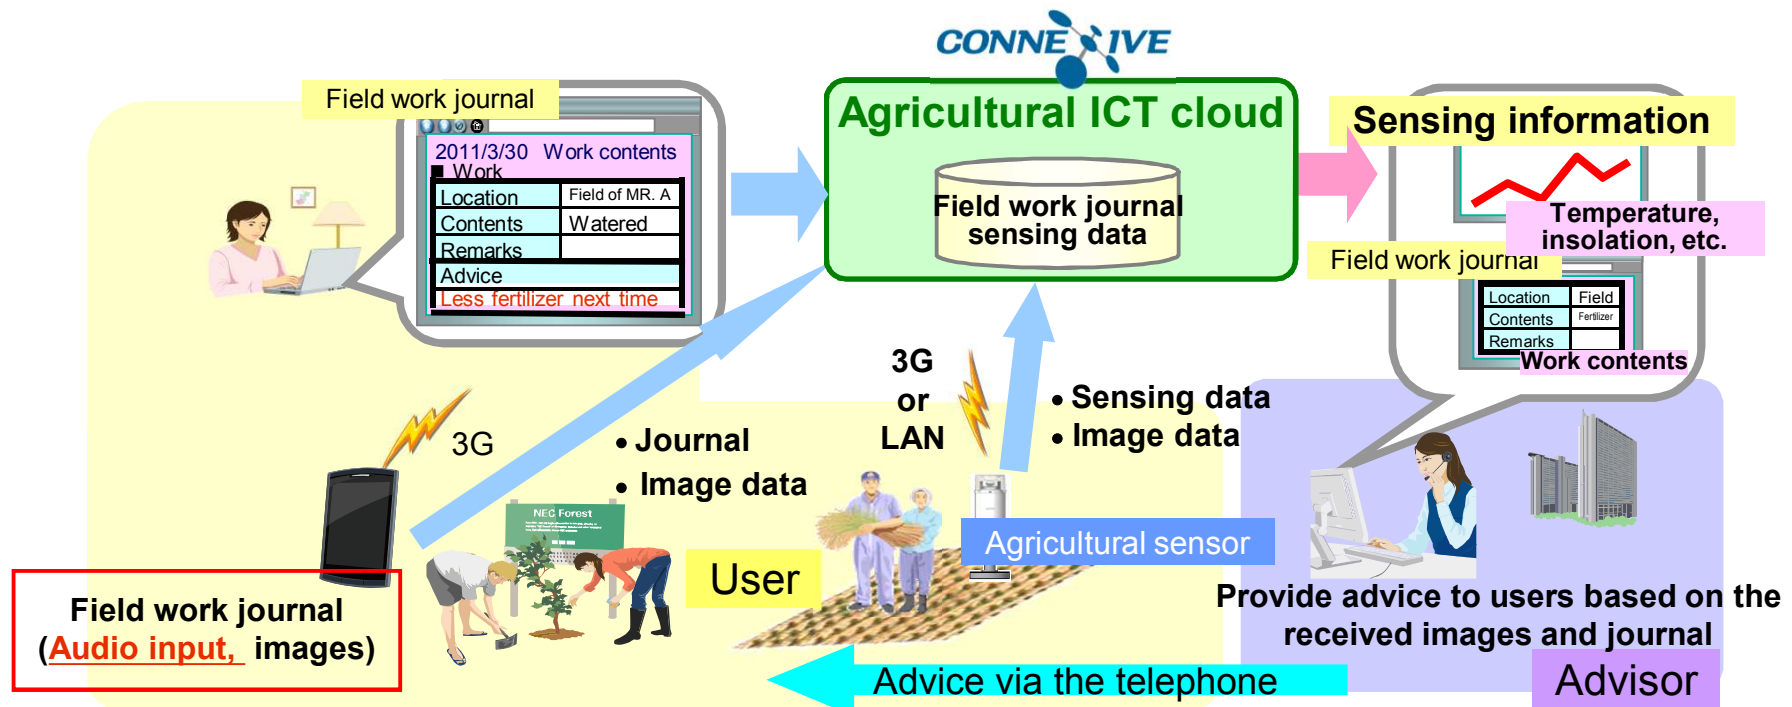 CONNEXIVE
Field work journal
2011/3/30 Work contents
■ Work
Location Field of MR. A
Contents Watered
Remarks
Advice
Less fertilizer next time
Agricultural ICT cloud
Field work journal
sensing data
Sensing information
Temperature,
insolation, etc.
Field work journal
Location Field
Contents Fertilizer
Remarks
Work contents
3G
• Journal
• Image data
3G
or
LAN
• Sensing data
• Image data
NEC Forest
User
Agricultural sensor
Field work journal
(Audio input, images)
Provide advice to users based on the
received images and journal
Advice via the telephone
Advisor